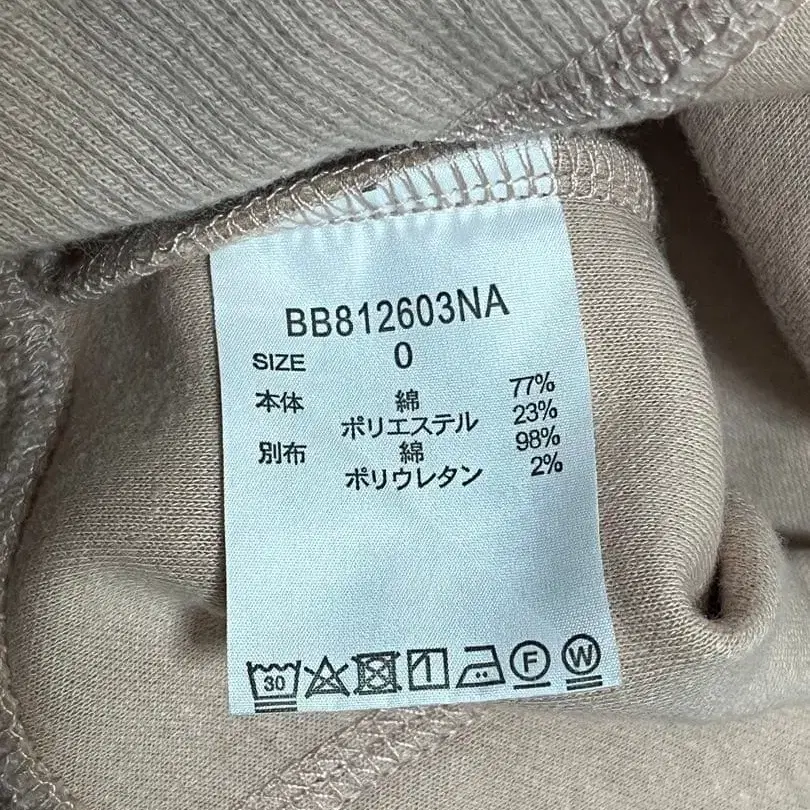 BB812603NA
SIZE 0
本体 綿 77%
ポリエステル 23%
別布 綿 98%
ポリウレタン 2%
30 F W